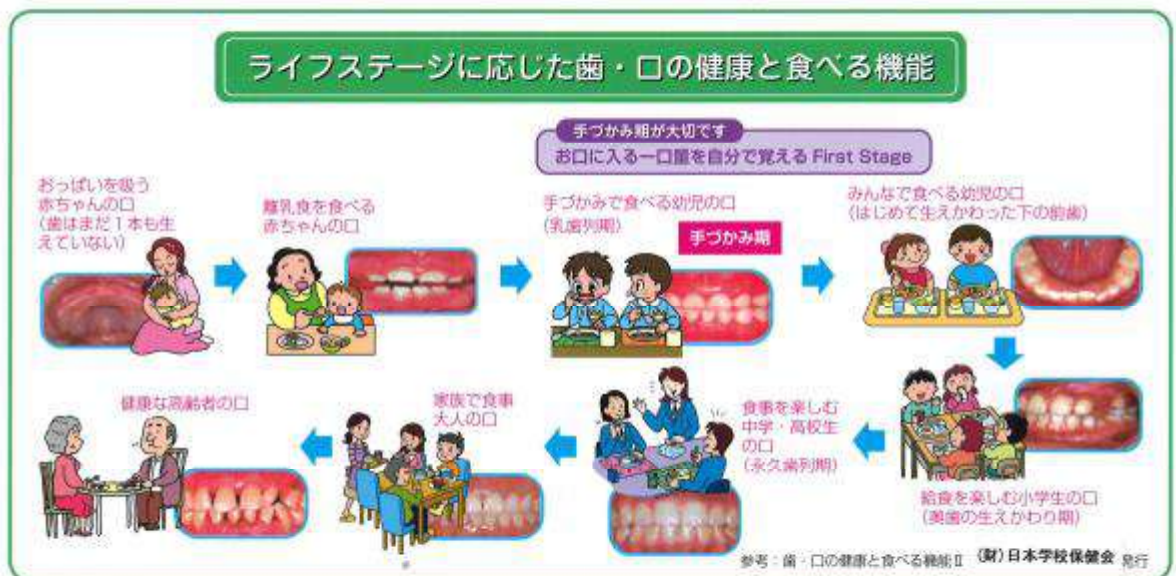 ライフステージに応じた歯・口の健康と食べる機能
手づかみ期が大切です
お口に入る一口量を自分で覚える First Stage
おっぱいを吸う
赤ちゃんの口
(歯はまだ1本も生
えていない)
離乳食を食べる
赤ちゃんの口
手づかみで食べる幼児の口
(乳歯列期)
手づかみ期
みんなで食べる幼児の口
(はじめて生えかわった下の前歯)
給食を楽しむ小学生の口
(奥歯の生えかわり期)
食事を楽しむ
中学・高校生
の口
(永久歯列期)
家族で食事
大人の口
健康な高齢者の口
参考:歯・口の健康と食べる機能Ⅱ (財)日本学校保健会 発行